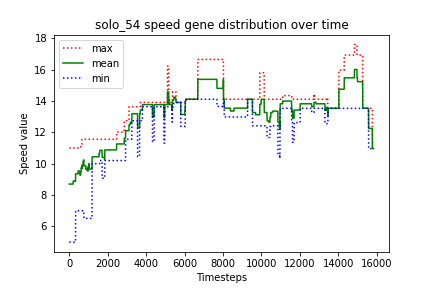 solo_54 speed gene distribution over time
max
mean
min
Speed value
18
16
14
12
10
8
6
0 2000 4000 6000 8000 10000 12000 14000 16000
Timesteps